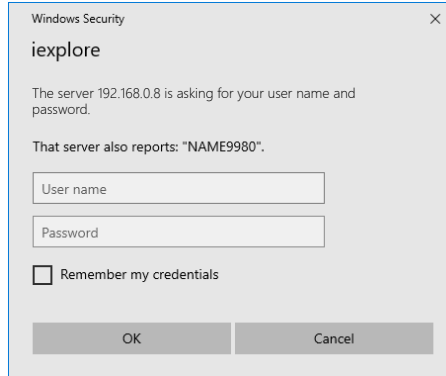 Windows Security
iexplore
The server 192.168.0.8 is asking for your user name and
password.
That server also reports: "NAME9980".
User name
Password
Remember my credentials
OK
Cancel